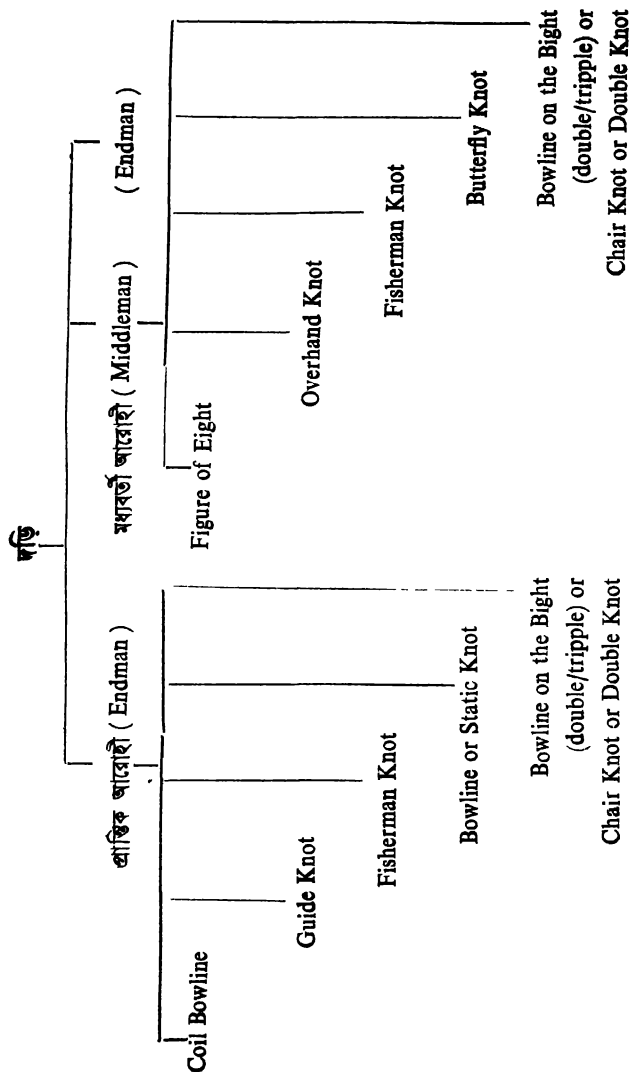 দড়ি
প্রান্তিক আরোহী ( Endman )
মধ্যবর্তী আরোহী ( Middleman )
( Endman )
Coil Bowline
Guide Knot
Fisherman Knot
Bowline or Static Knot
Bowline on the Bight
(double/tripple) or
Chair Knot or Double Knot
Figure of Eight
Overhand Knot
Fisherman Knot
Butterfly Knot
Bowline on the Bight
(double/tripple) or
Chair Knot or Double Knot